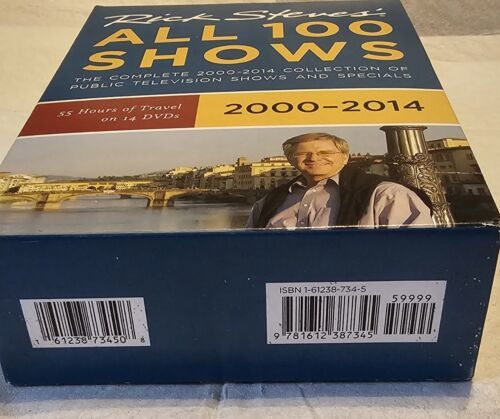 Rick Steves'
ALL 100
SHOWS
THE COMPLETE 2000-2014 COLLECTION OF
PUBLIC TELEVISION SHOWS AND SPECIALS
55 Hours of Travel
on 14 DVDs
2000-2014
ISBN 1-61238-734-5
59999
1 61238 73450 8
9 781612 387345